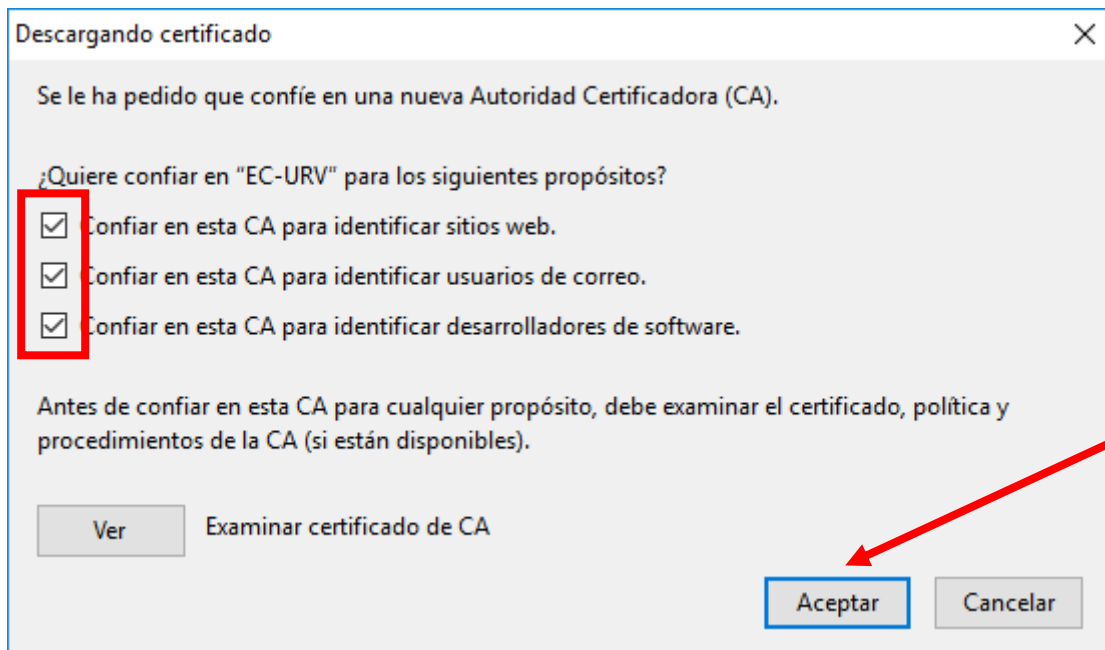 Descargando certificado
Se le ha pedido que confíe en una nueva Autoridad Certificadora (CA).
¿Quiere confiar en "EC-URV" para los siguientes propósitos?
Confiar en esta CA para identificar sitios web.
Confiar en esta CA para identificar usuarios de correo.
Confiar en esta CA para identificar desarrolladores de software.
Antes de confiar en esta CA para cualquier propósito, debe examinar el certificado, política y
procedimientos de la CA (si están disponibles).
Ver Examinar certificado de CA
Aceptar Cancelar